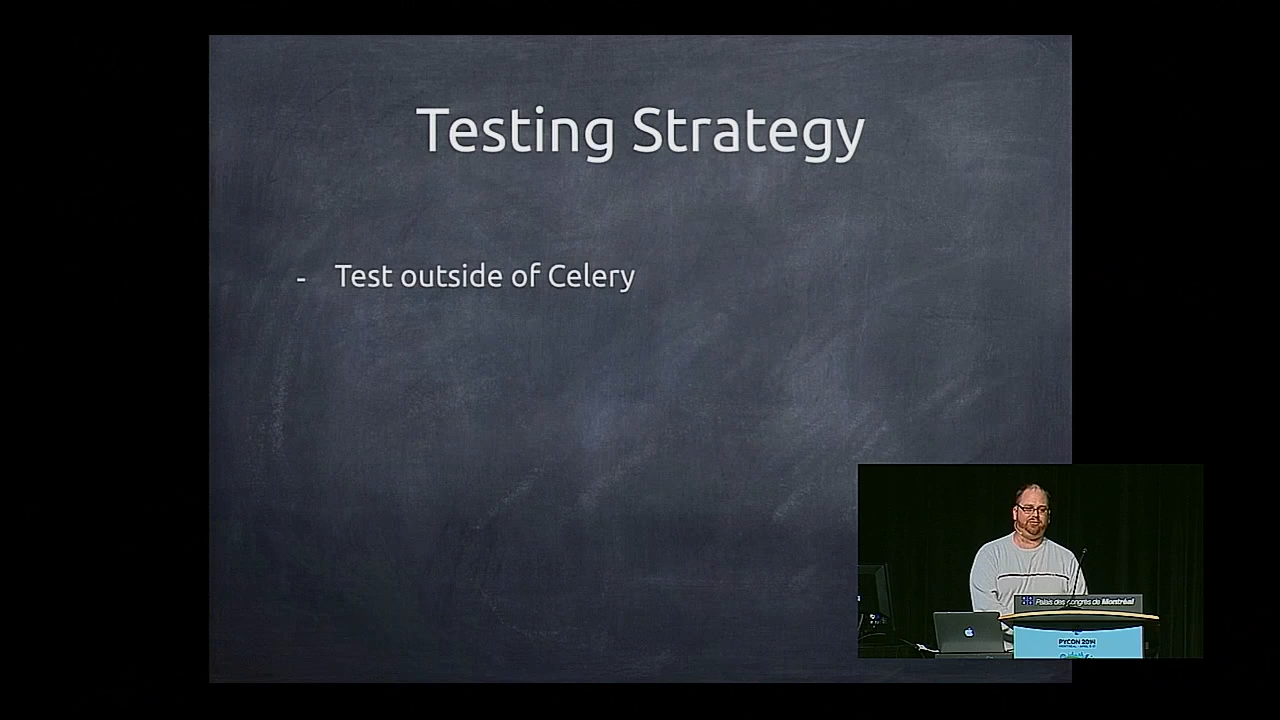 Testing Strategy
- Test outside of Celery
Palais des congrès de Montréal
PYCON 2014